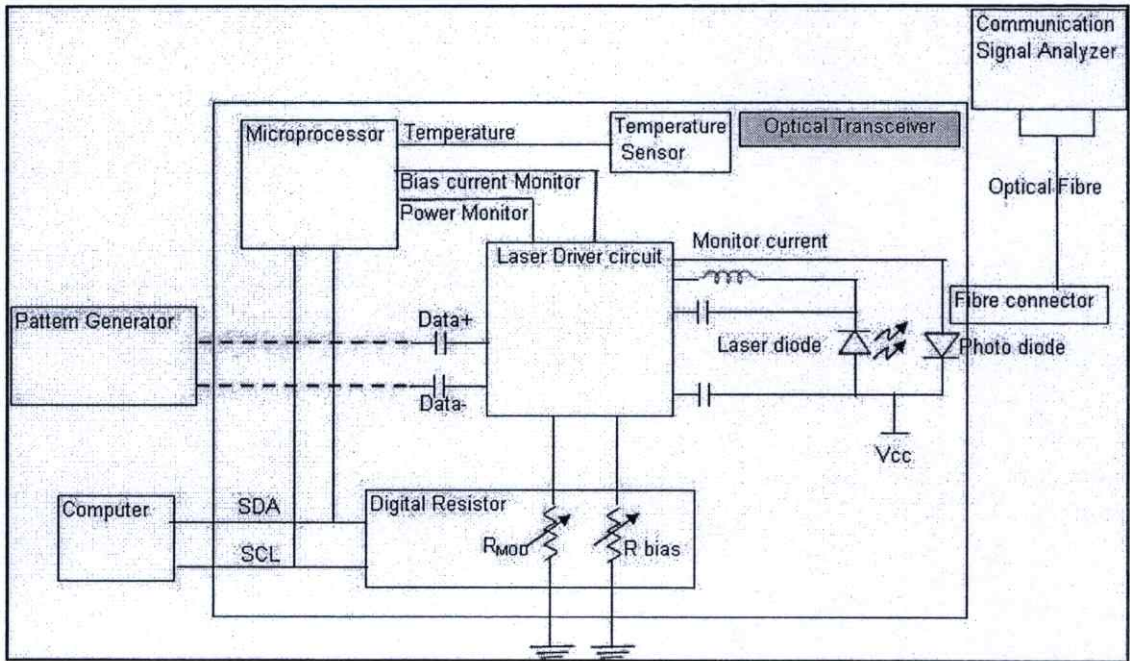 Communication
Signal Analyzer
Microprocessor
Temperature
Temperature
Sensor
Optical Transceiver
Bias current Monitor
Power Monitor
Optical Fibre
Laser Driver circuit
Monitor current
Pattern Generator
Data+
Fibre connector
Laser diode
Photo diode
Data-
Vcc
Computer
SDA
Digital Resistor
SCL
RMOD
R bias